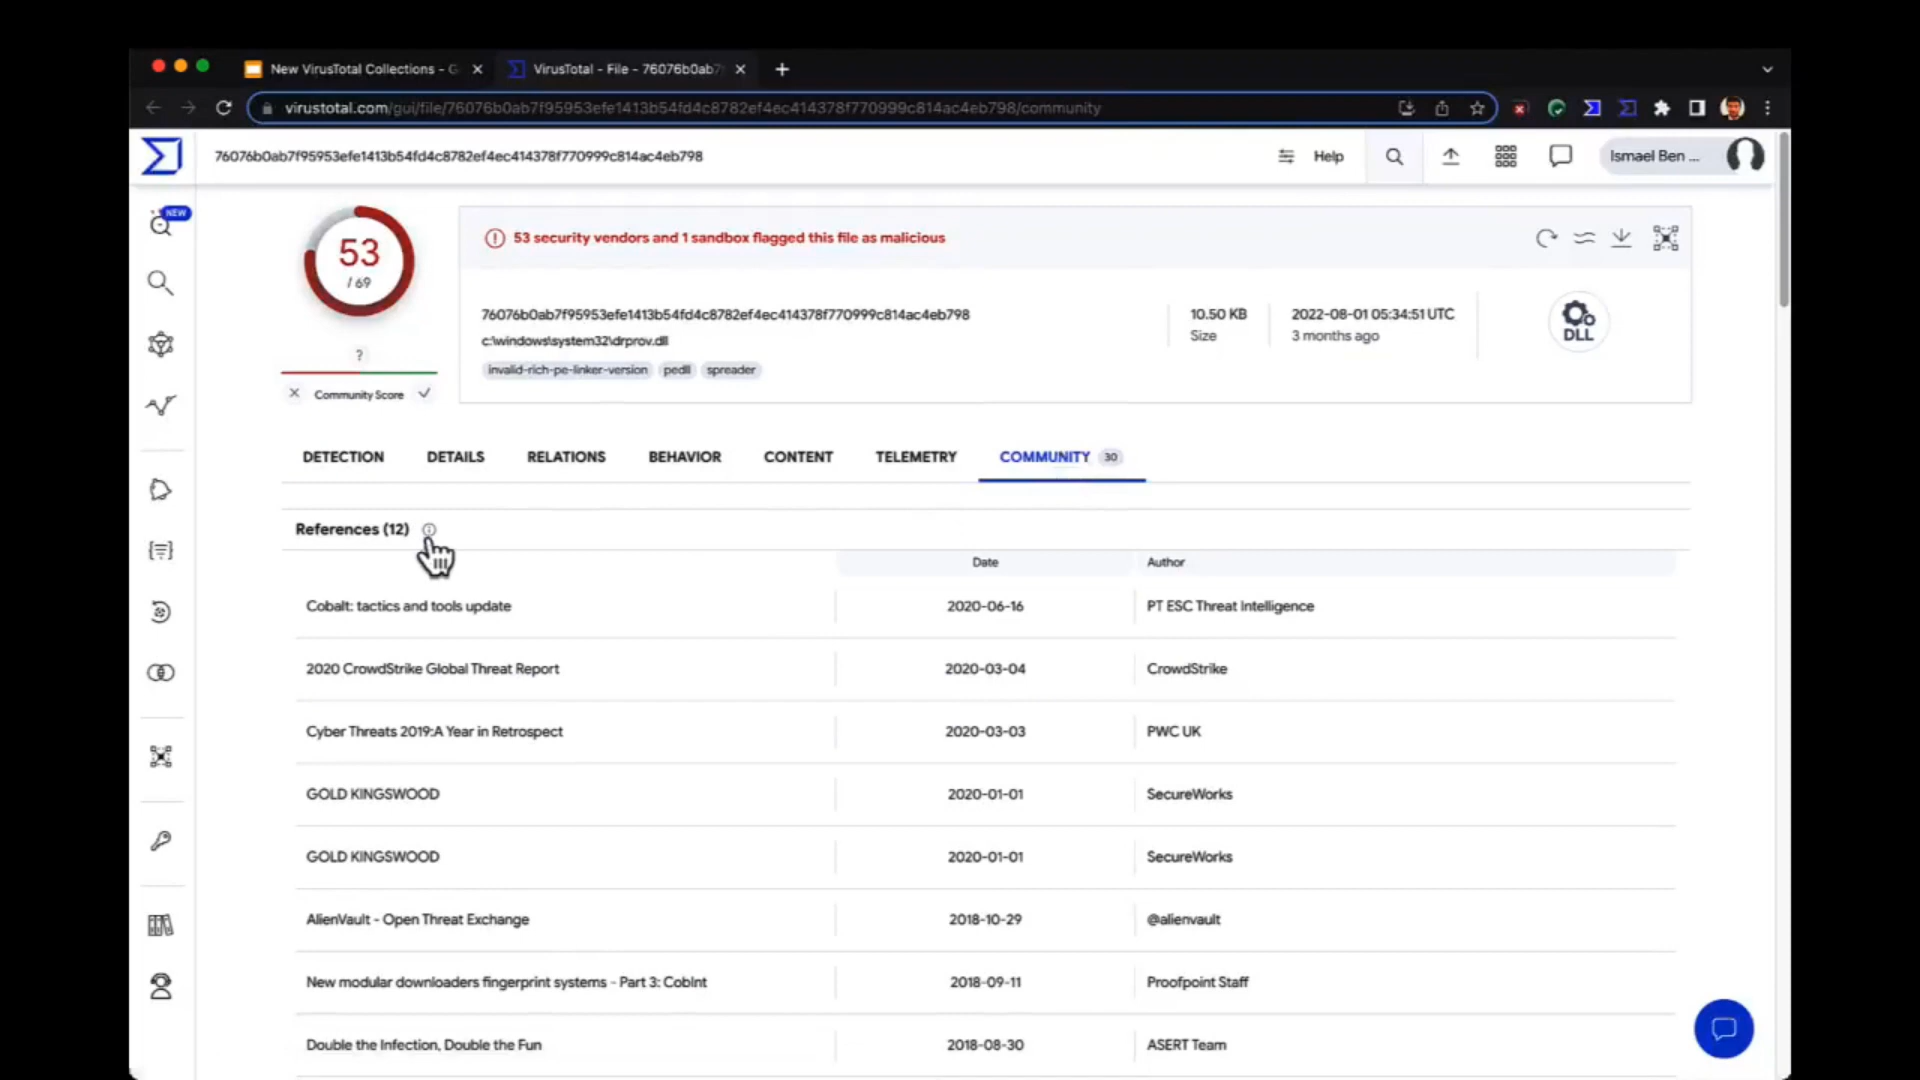 New VirusTotal Collections - G
VirusTotal - File - 76076b0ab7
virustotal.com/gui/file/76076b0ab7f95953efe1413b54fd4c8782ef4ec414378f770999c814ac4eb798/community
76076b0ab7f95953efe1413b54fd4c8782ef4ec414378f770999c814ac4eb798
Help
Ismael Ben ...
NEW
53
/ 69
?
Community Score
53 security vendors and 1 sandbox flagged this file as malicious
76076b0ab7f95953efe1413b54fd4c8782ef4ec414378f770999c814ac4eb798
c:\windows\system32\drprov.dll
invalid-rich-pe-linker-version pedll spreader
10.50 KB
Size
2022-08-01 05:34:51 UTC
3 months ago
DLL
DETECTION DETAILS RELATIONS BEHAVIOR CONTENT TELEMETRY COMMUNITY 30
References (12)
Date Author
Cobalt: tactics and tools update 2020-06-16 PT ESC Threat Intelligence
2020 CrowdStrike Global Threat Report 2020-03-04 CrowdStrike
Cyber Threats 2019:A Year in Retrospect 2020-03-03 PWC UK
GOLD KINGSWOOD 2020-01-01 SecureWorks
GOLD KINGSWOOD 2020-01-01 SecureWorks
AlienVault - Open Threat Exchange 2018-10-29 @alienvault
New modular downloaders fingerprint systems - Part 3: CobInt 2018-09-11 Proofpoint Staff
Double the Infection, Double the Fun 2018-08-30 ASERT Team